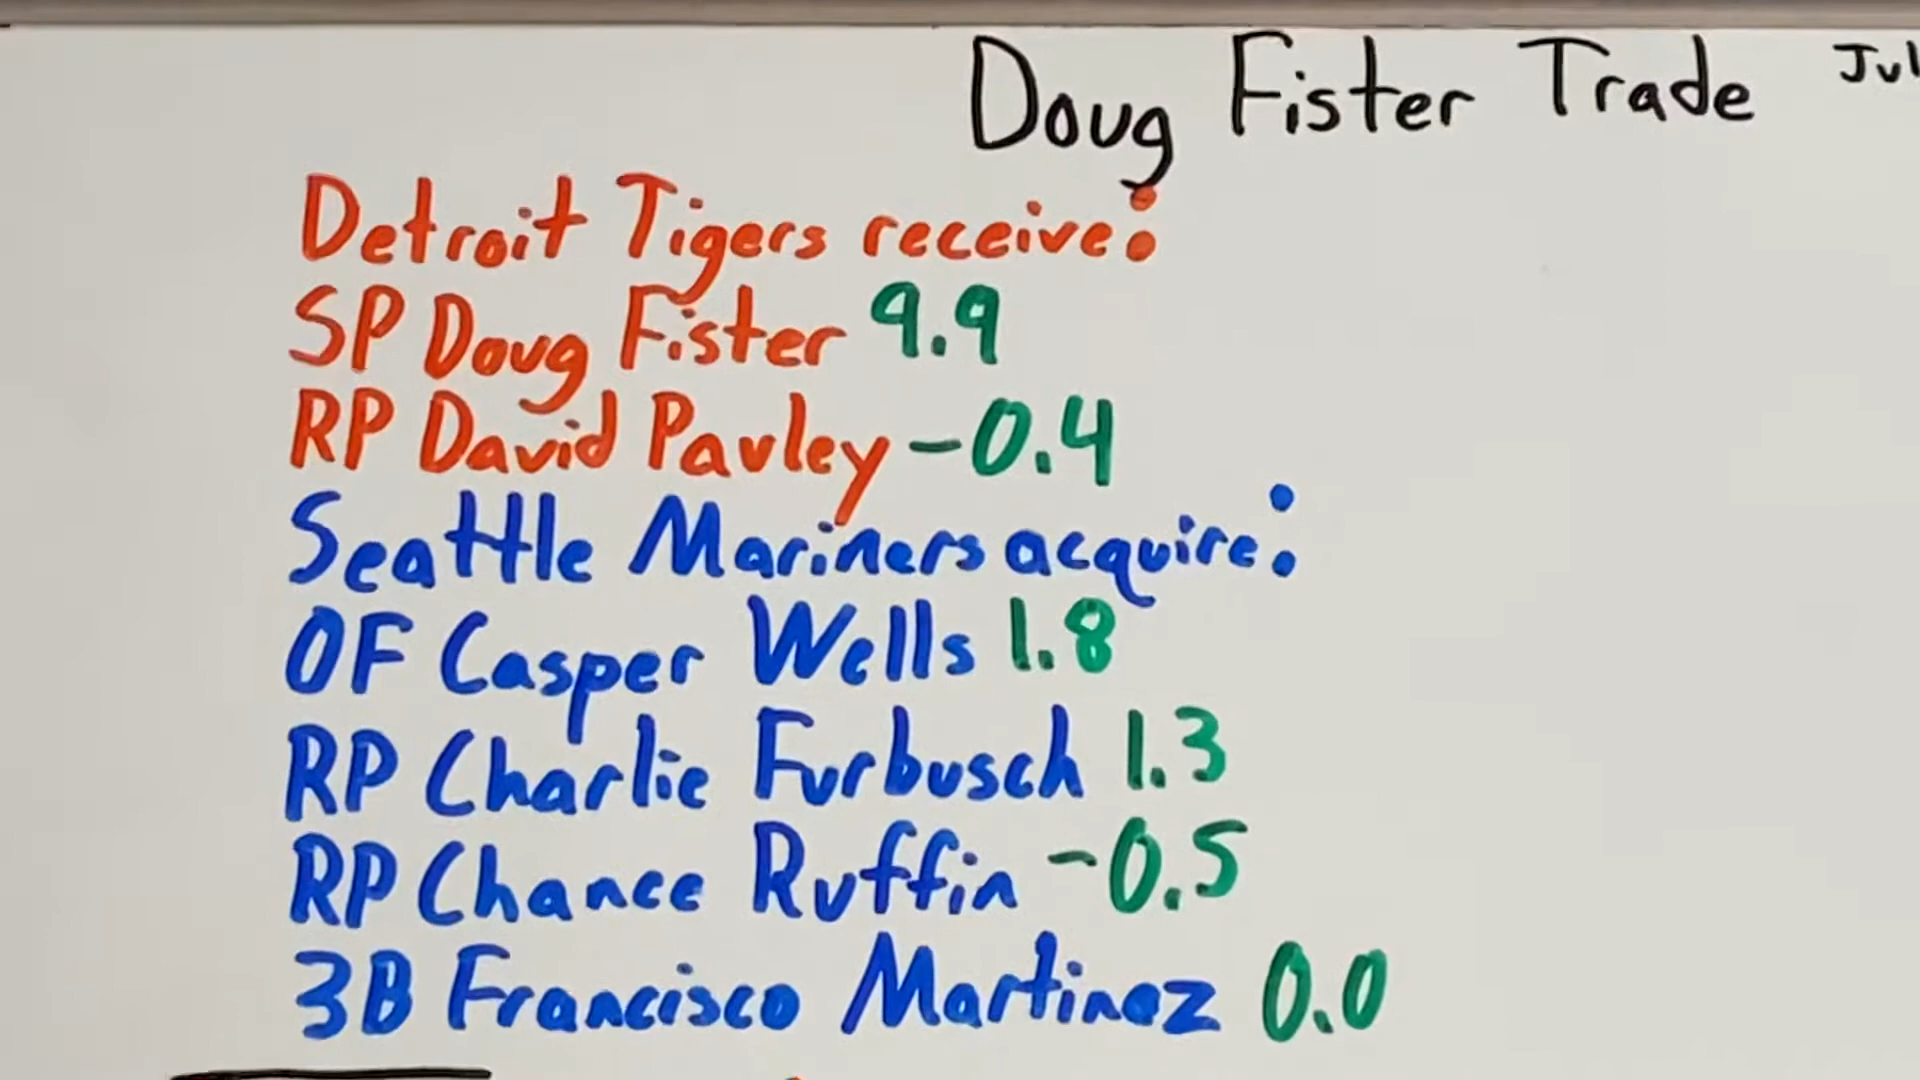 Doug Fister Trade Jul
Detroit Tigers receive:
SP Doug Fister 9.9
RP David Pauley -0.4
Seattle Mariners acquire:
OF Casper Wells 1.8
RP Charlie Furbusch 1.3
RP Chance Ruffin -0.5
3B Francisco Martinez 0.0